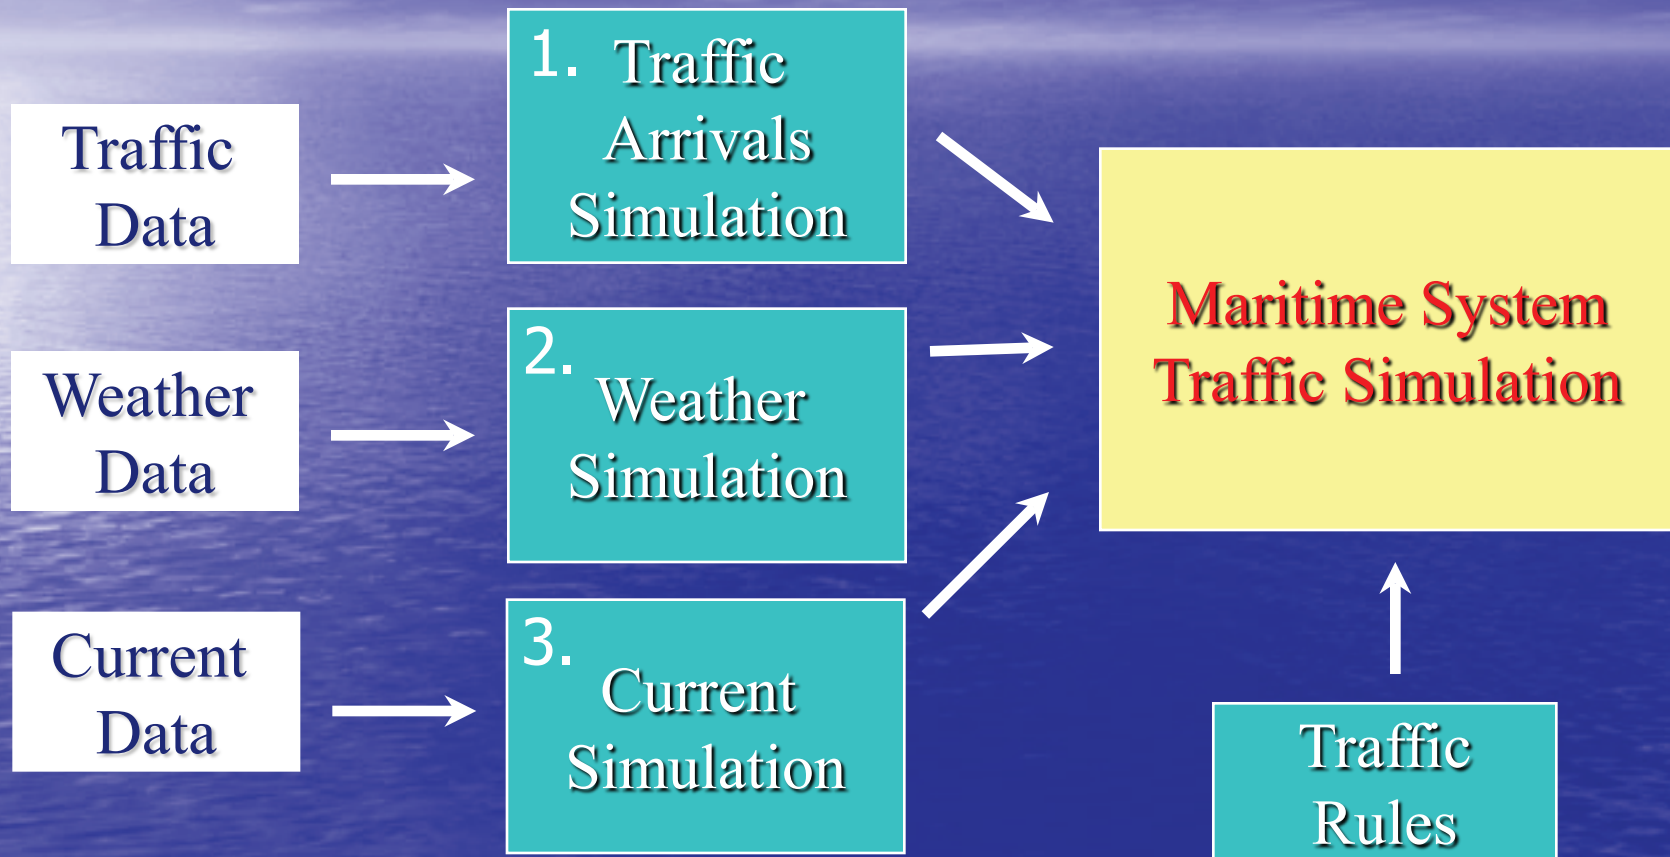 Traffic
Data
1. Traffic
Arrivals
Simulation
Weather
Data
2.
Weather
Simulation
Current
Data
3.
Current
Simulation
Maritime System
Traffic Simulation
Traffic
Rules